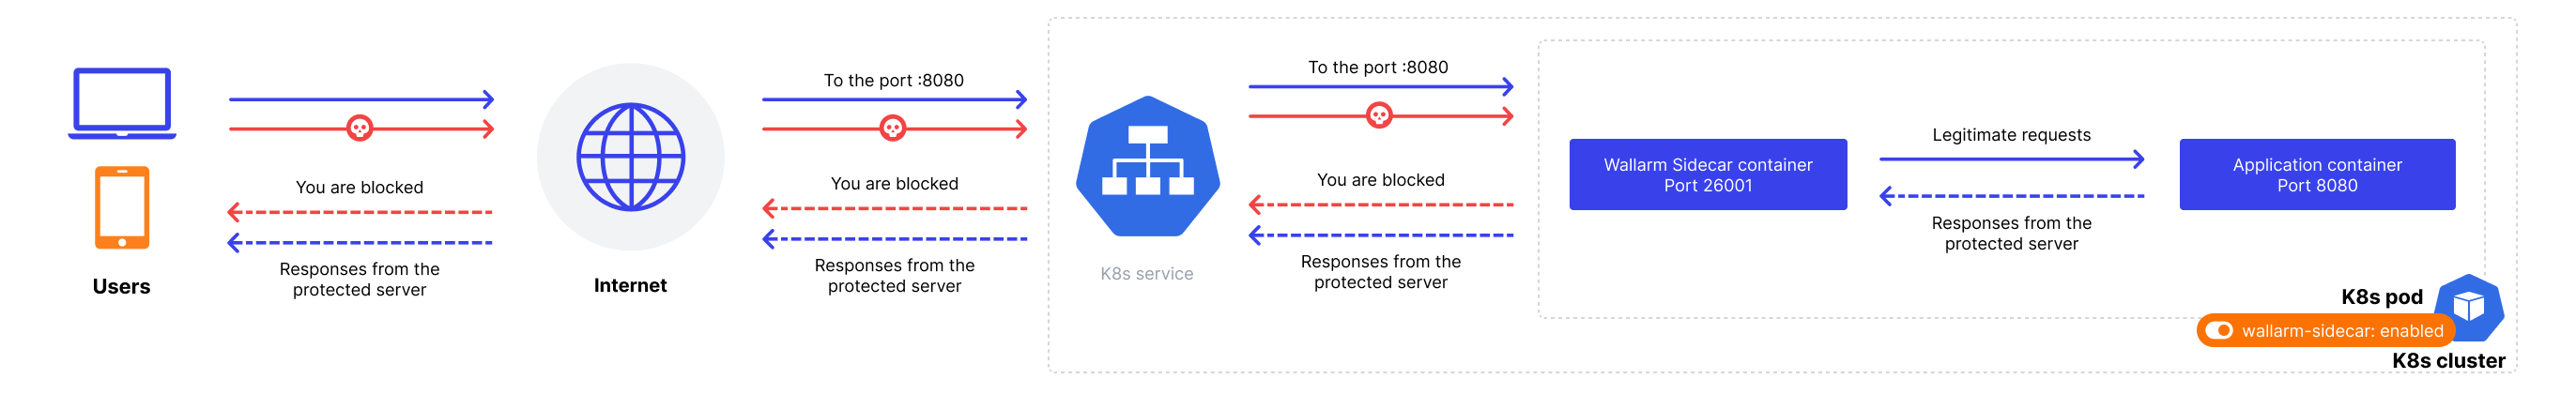 Users
You are blocked
Responses from the
protected server
Internet
To the port :8080
You are blocked
Responses from the
protected server
K8s service
To the port :8080
You are blocked
Responses from the
protected server
Wallarm Sidecar container
Port 26001
Legitimate requests
Responses from the
protected server
Application container
Port 8080
K8s pod
wallarm-sidecar: enabled
K8s cluster